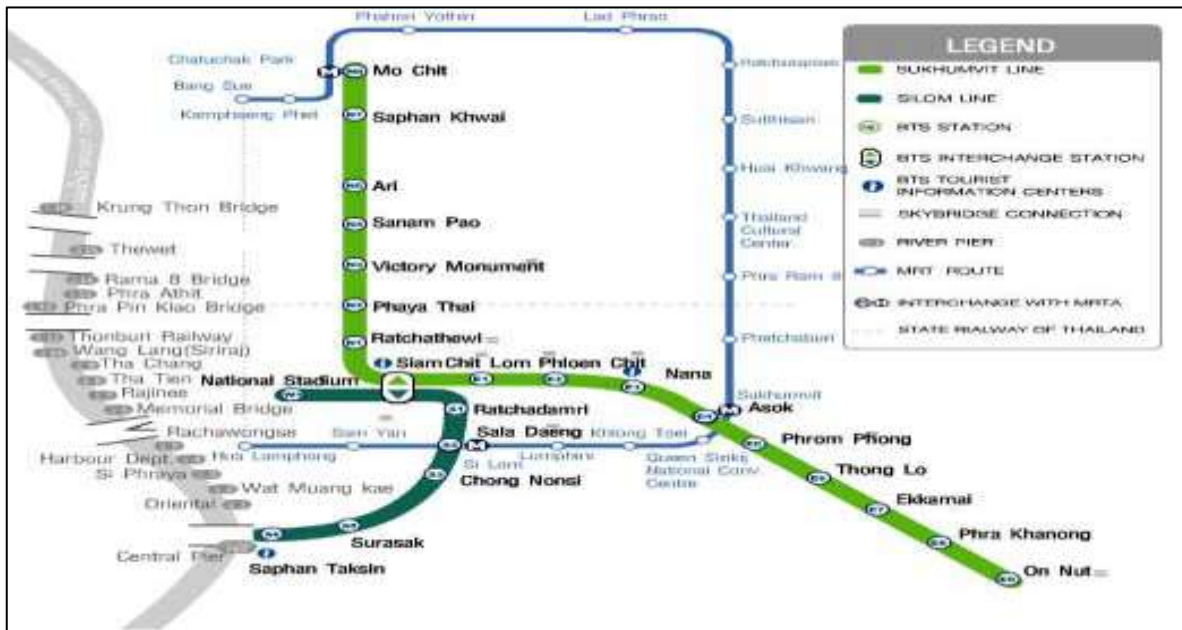 Phahon Yothin
Lad Phrao
Chatuchak Park
Mo Chit
Bang Sue
Kamphaeng Phet
LEGEND
SUKHUMVIT LINE
SILOM LINE
BTS STATION
BTS INTERCHANGE STATION
BTS TOURIST
INFORMATION CENTERS
SKYBRIDGE CONNECTION
RIVER PIER
MRT ROUTE
INTERCHANGE WITH MRTA
STATE RIALWAY OF THAILAND
Saphan Khwai
Ari
Sanam Pao
Victory Monument
Phaya Thai
Ratchathewi
Sutthisan
Huai Khwang
Thailand
Cultural
Center
Phra Ram 9
Phetchaburi
Sukhumvit
Krung Thon Bridge
Thewet
Rama 8 Bridge
Phra Athit
Phra Pin Klao Bridge
Thonburi Railway
Wang Lang(Siriraj)
Tha Chang
Tha Tien
Rajinee
Memorial Bridge
Rachawongse
Harbour Dept.
Si Phraya
Wat Muang kae
Oriental
Central Pier
Siam
Chit Lom
Phloen Chit
Nana
Asok
Phrom Phong
Thong Lo
Ekkamai
Phra Khanong
On Nut
National Stadium
Ratchadamri
Sala Daeng
Chong Nonsi
Surasak
Saphan Taksin
Hua Lamphong
Sam Yan
Si Lom
Lumphini
Khlong Toei
Queen Sirikit
National Conv.
Centre